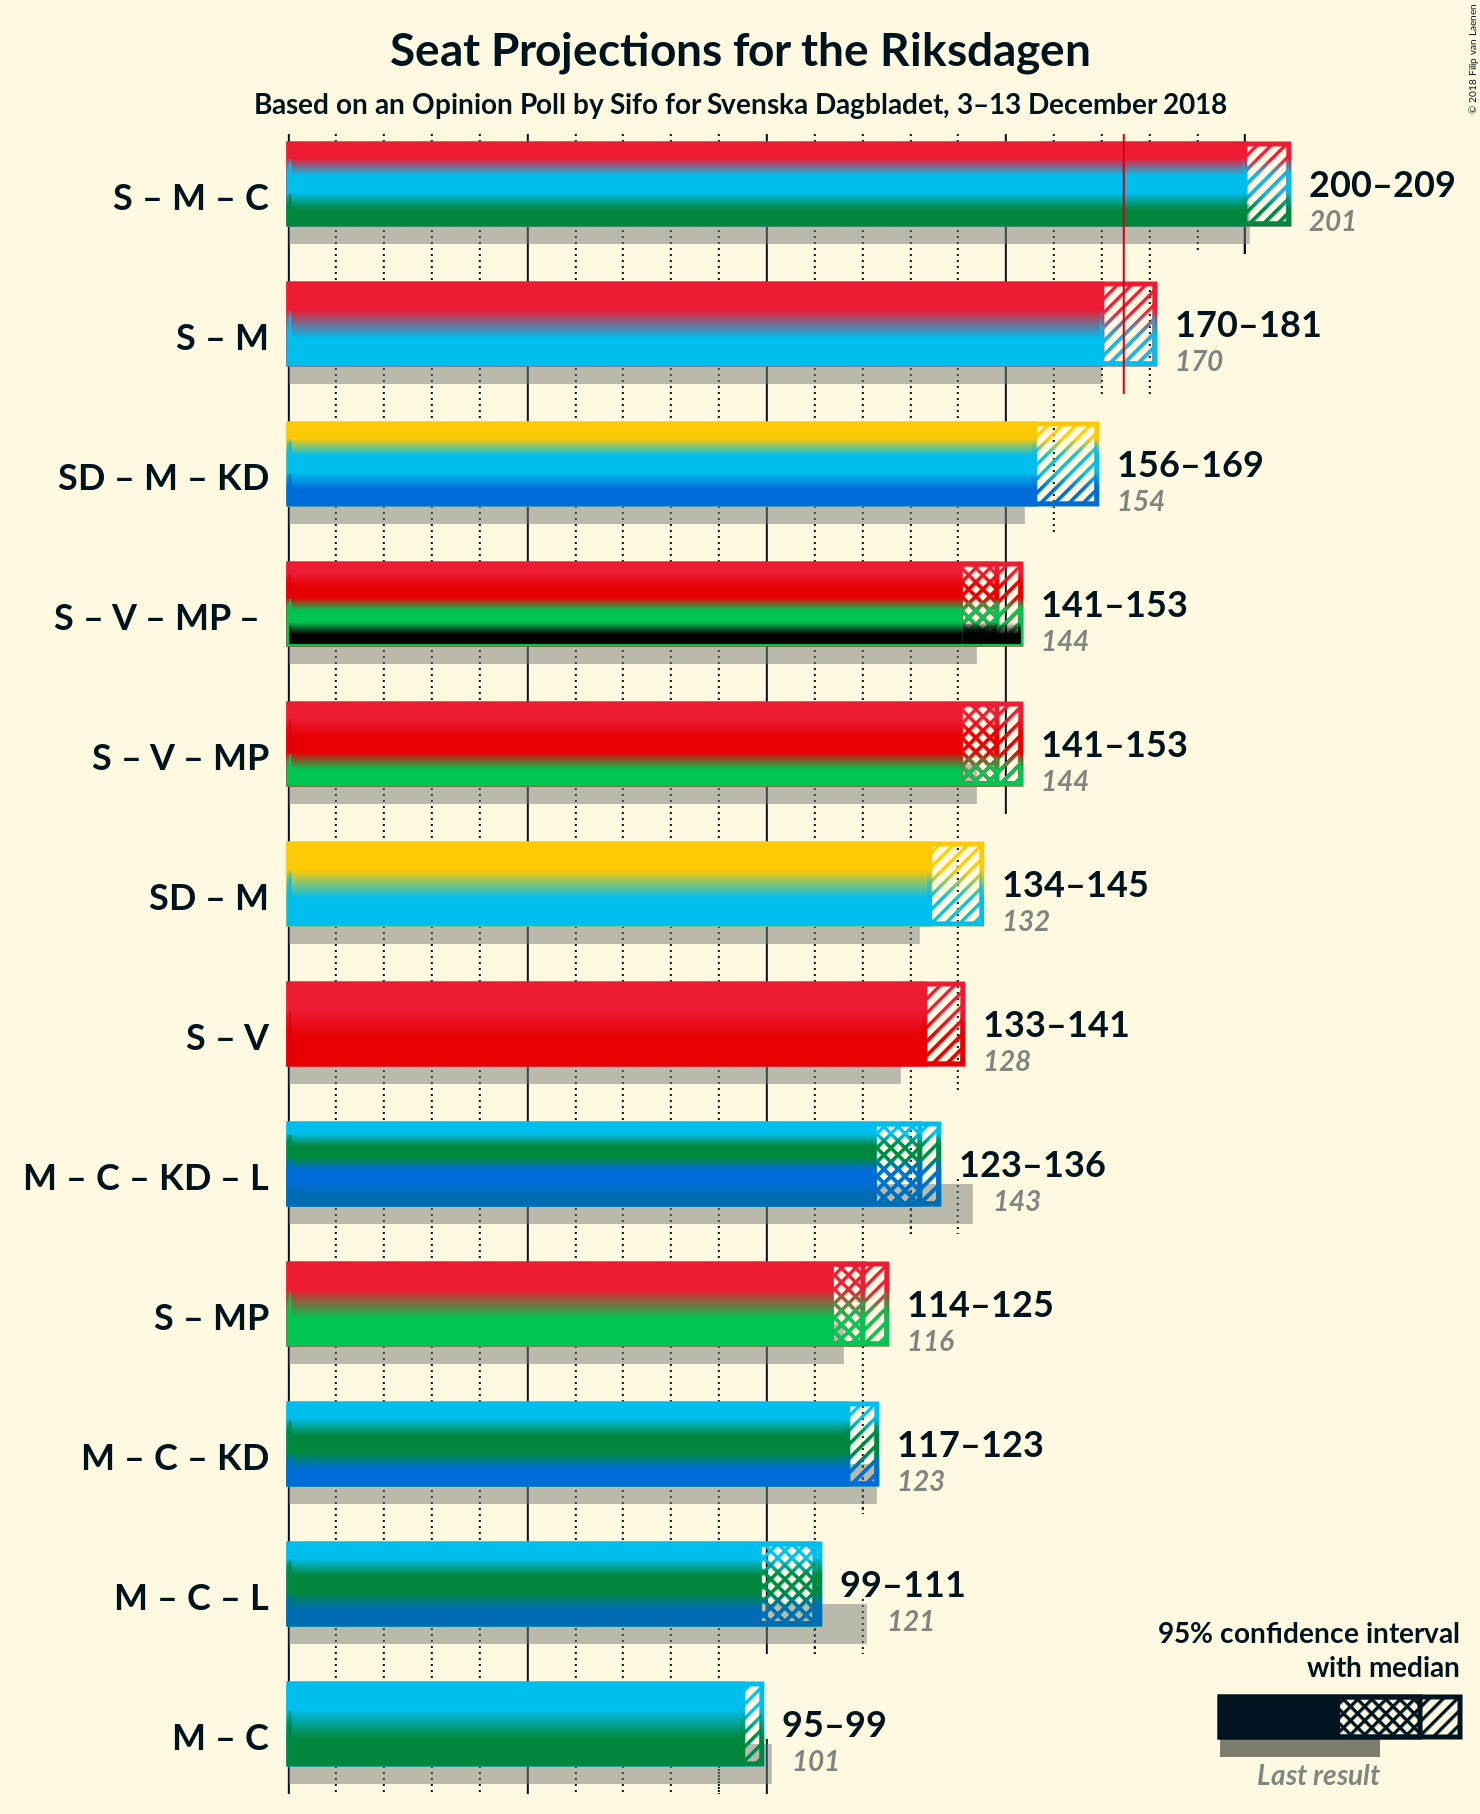 © 2018 Filip van Laenen
Seat Projections for the Riksdagen
Based on an Opinion Poll by Sifo for Svenska Dagbladet, 3–13 December 2018
S – M – C
200–209
201
S – M
170–181
170
SD – M – KD
156–169
154
S – V – MP –
141–153
144
S – V – MP
141–153
144
SD – M
134–145
132
S – V
133–141
128
M – C – KD – L
123–136
143
S – MP
114–125
116
M – C – KD
117–123
123
M – C – L
99–111
121
M – C
95–99
101
95% confidence interval
with median
Last result